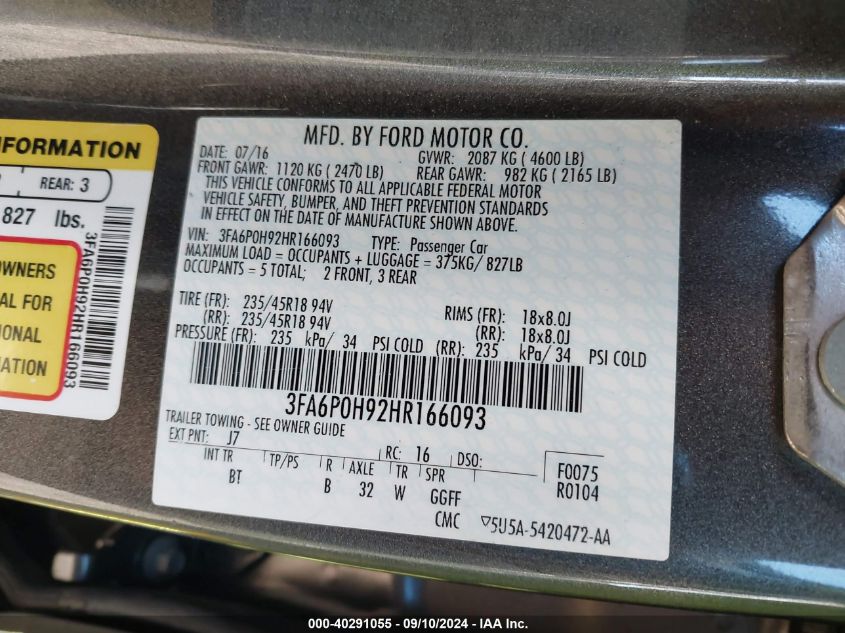 MFD. BY FORD MOTOR CO.
DATE: 07/16 GVWR: 2087 KG ( 4600 LB)
FRONT GAWR: 1120 KG ( 2470 LB) REAR GAWR: 982 KG ( 2165 LB)
THIS VEHICLE CONFORMS TO ALL APPLICABLE FEDERAL MOTOR
VEHICLE SAFETY, BUMPER, AND THEFT PREVENTION STANDARDS
IN EFFECT ON THE DATE OF MANUFACTURE SHOWN ABOVE.
VIN: 3FA6P0H92HR166093 TYPE: Passenger Car
MAXIMUM LOAD = OCCUPANTS + LUGGAGE = 375KG/ 827LB
OCCUPANTS = 5 TOTAL; 2 FRONT, 3 REAR
TIRE (FR): 235/45R18 94V RIMS (FR): 18x8.0J
(RR): 235/45R18 94V (RR): 18x8.0J
PRESSURE (FR): 235 kPa/ 34 PSI COLD (RR): 235 kPa/ 34 PSI COLD
3FA6P0H92HR166093
TRAILER TOWING - SEE OWNER GUIDE
EXT PNT: J7 RC: 16 DSO: F0075
INT TR TP/PS R AXLE TR SPR R0104
BT B 32 W GGFF
CMC 5U5A-5420472-AA
INFORMATION
REAR: 3
827 lbs.
OWNERS
FOR
3FA6P0H92HR166093
000-40291055 - 09/10/2024 - IAA Inc.